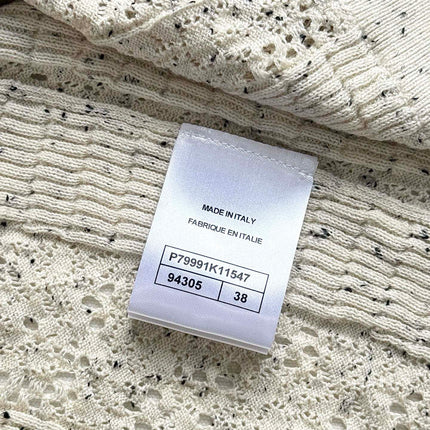 MADE IN ITALY
FABRIQUE EN ITALIE
P79991K11547
94305 38